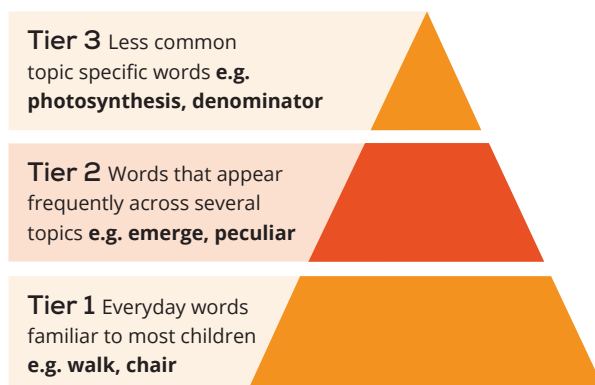 Tier 3 Less common
topic specific words e.g.
photosynthesis, denominator
Tier 2 Words that appear
frequently across several
topics e.g. emerge, peculiar
Tier 1 Everyday words
familiar to most children
e.g. walk, chair